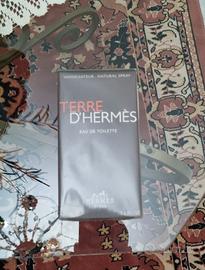 VAPORISATEUR · NATURAL SPRAY
TERRE
D'HERMÈS
EAU DE TOILETTE
HERMÈS